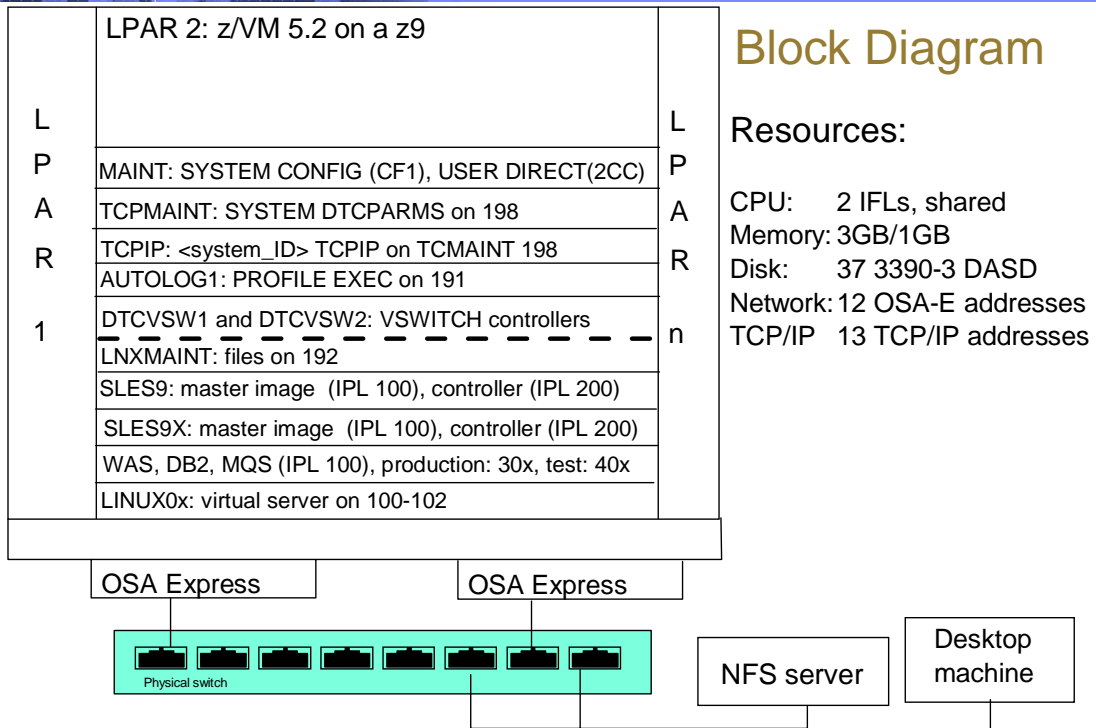 LPAR 2: z/VM 5.2 on a z9
Block Diagram
L
P
A
R
1
L
P
A
R
n
MAINT: SYSTEM CONFIG (CF1), USER DIRECT(2CC)
TCPMAINT: SYSTEM DTCPARMS on 198
TCPIP: <system_ID> TCPIP on TCMAINT 198
AUTOLOG1: PROFILE EXEC on 191
DTCVSW1 and DTCVSW2: VSWITCH controllers
LNXMAINT: files on 192
SLES9: master image (IPL 100), controller (IPL 200)
SLES9X: master image (IPL 100), controller (IPL 200)
WAS, DB2, MQS (IPL 100), production: 30x, test: 40x
LINUX0x: virtual server on 100-102
Resources:
CPU: 2 IFLs, shared
Memory: 3GB/1GB
Disk: 37 3390-3 DASD
Network: 12 OSA-E addresses
TCP/IP 13 TCP/IP addresses
OSA Express
OSA Express
Physical switch
NFS server
Desktop
machine